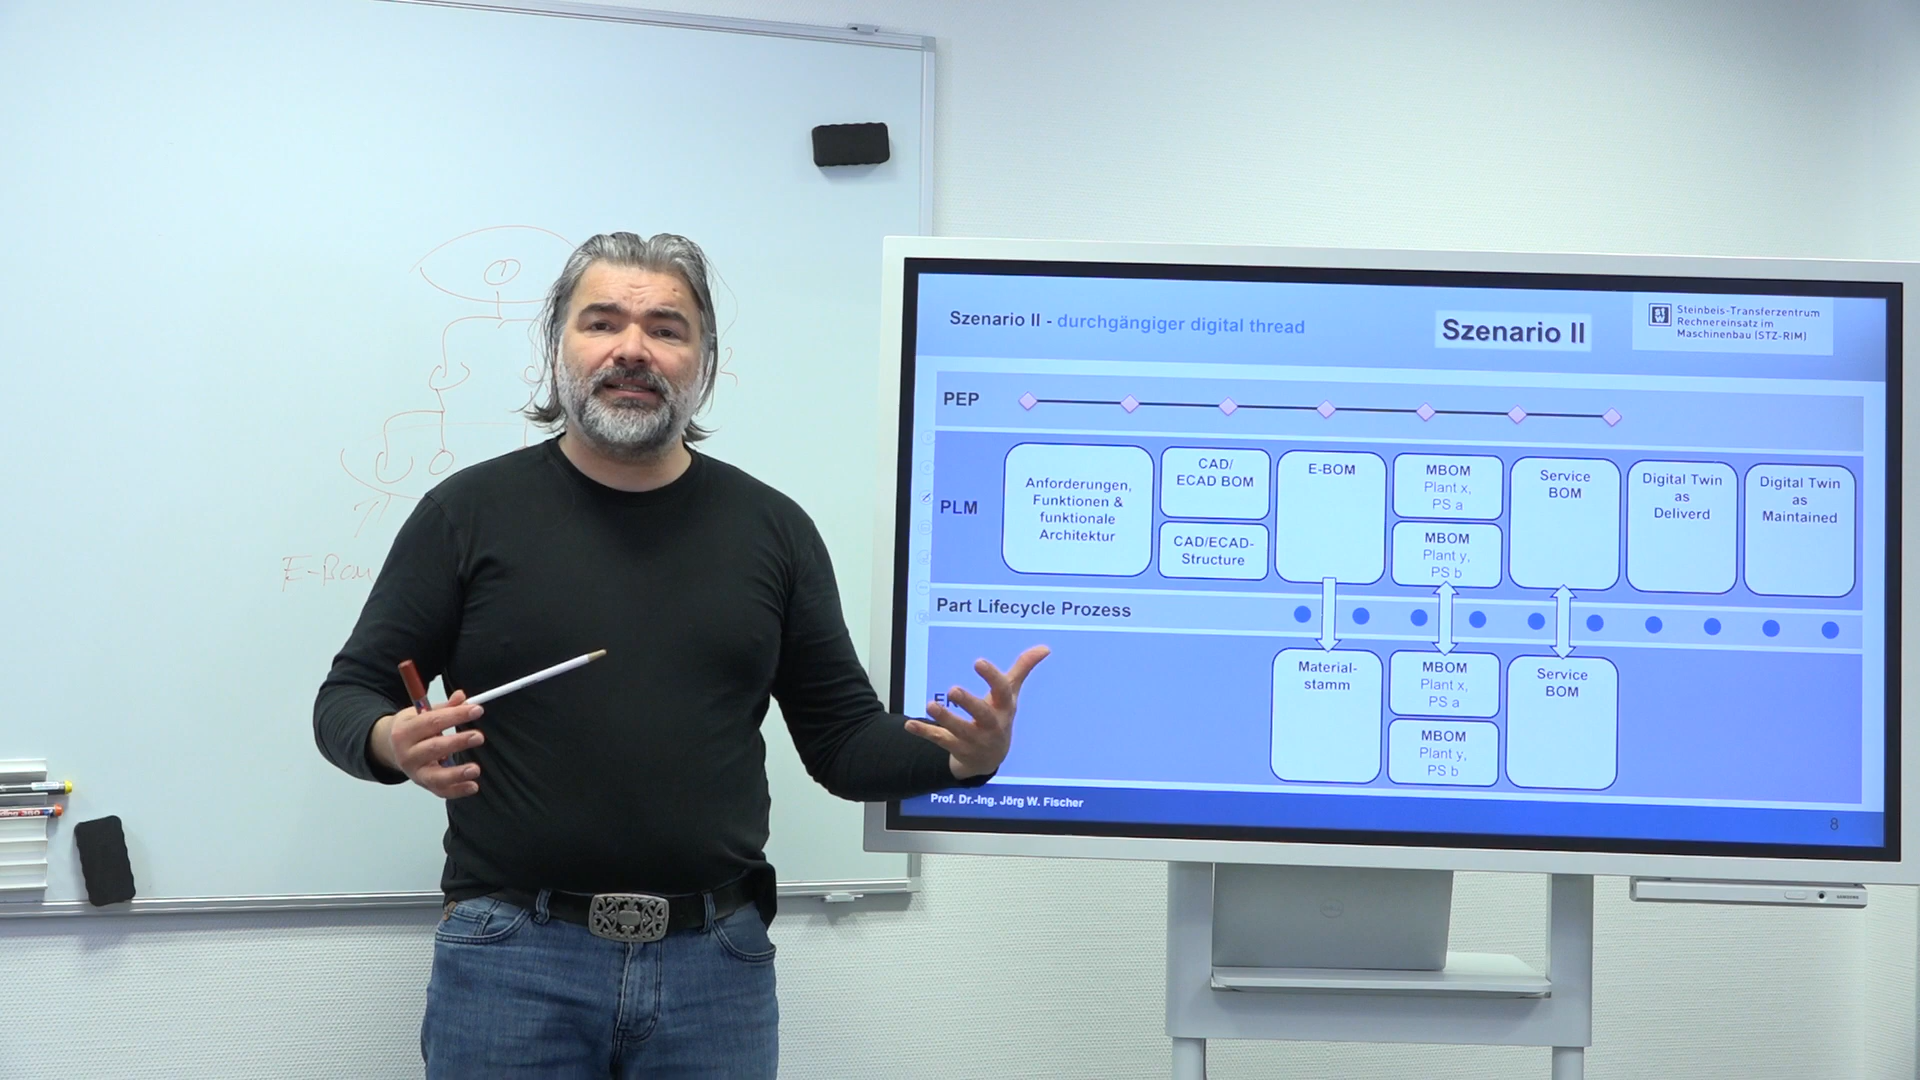 E-BOM
Szenario II - durchgängiger digital thread
Szenario II
Steinbeis-Transferzentrum
Rechnereinsatz im
Maschinenbau (STZ-RIM)
PEP
PLM
Anforderungen,
Funktionen &
funktionale
Architektur
CAD/
ECAD BOM
CAD/ECAD-
Structure
E-BOM
MBOM
Plant x,
PS a
MBOM
Plant y,
PS b
Service
BOM
Digital Twin
as
Deliverd
Digital Twin
as
Maintained
Part Lifecycle Prozess
Material-
stamm
MBOM
Plant x,
PS a
MBOM
Plant y,
PS b
Service
BOM
Prof. Dr.-Ing. Jörg W. Fischer
8
SAMSUNG
DELL